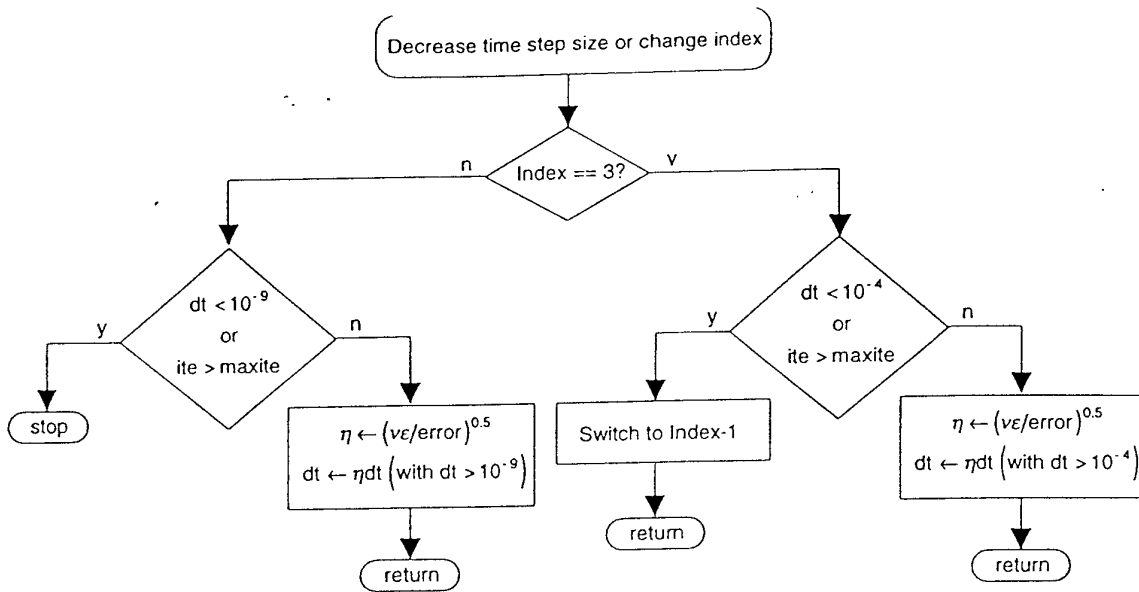 Decrease time step size or change index
n
Index == 3?
v
dt < 10⁻⁹
or
ite > maxite
y
n
stop
η ← (νε/error)⁰·⁵
dt ← ηdt (with dt > 10⁻⁹)
return
dt < 10⁻⁴
or
ite > maxite
y
n
Switch to Index-1
return
η ← (νε/error)⁰·⁵
dt ← ηdt (with dt > 10⁻⁴)
return